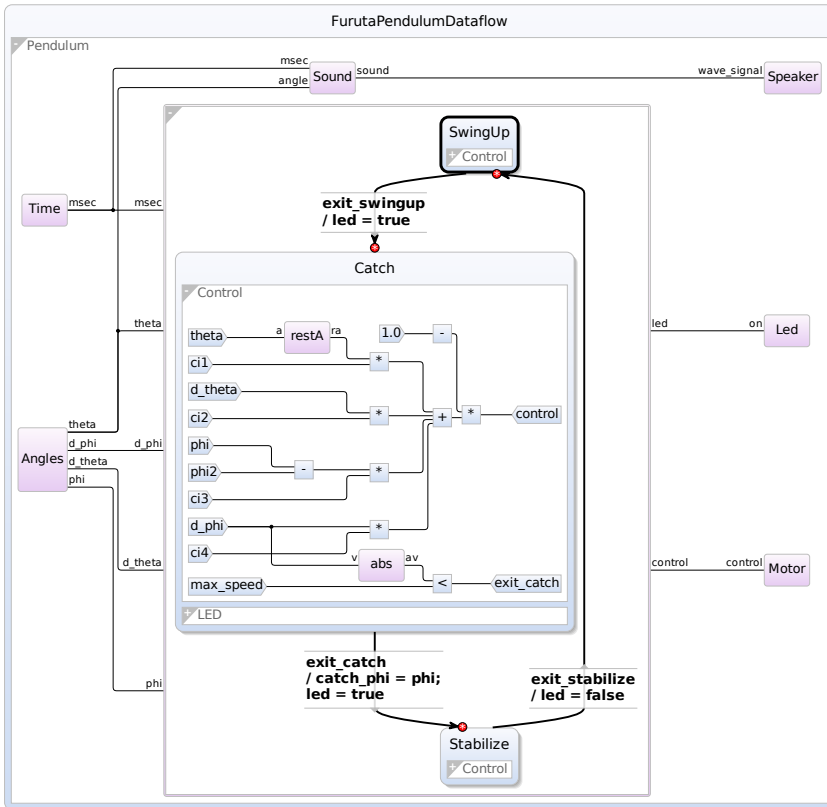 FurutaPendulumDataflow
- Pendulum
msec
angle
Sound
sound
wave_signal
Speaker
-
SwingUp
+ Control
exit_swingup
/ led = true
Time
msec
msec
Catch
- Control
theta
a
restA
ra
1.0
-
ci1
*
d_theta
ci2
*
+
*
control
phi
phi2
-
*
ci3
d_phi
*
ci4
v
abs
av
max_speed
<
exit_catch
+ LED
theta
led
on
Led
Angles
theta
d_phi
d_theta
phi
d_phi
d_theta
control
control
Motor
phi
exit_catch
/ catch_phi = phi;
led = true
exit_stabilize
/ led = false
Stabilize
+ Control